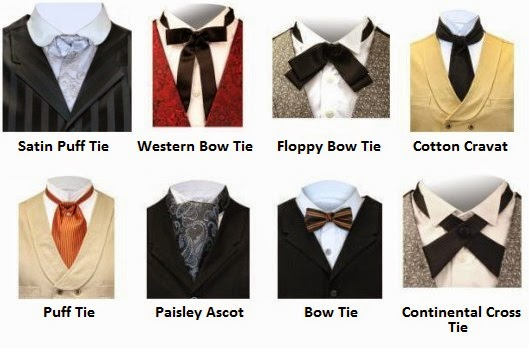 Satin Puff Tie
Western Bow Tie
Floppy Bow Tie
Cotton Cravat
Puff Tie
Paisley Ascot
Bow Tie
Continental Cross
Tie